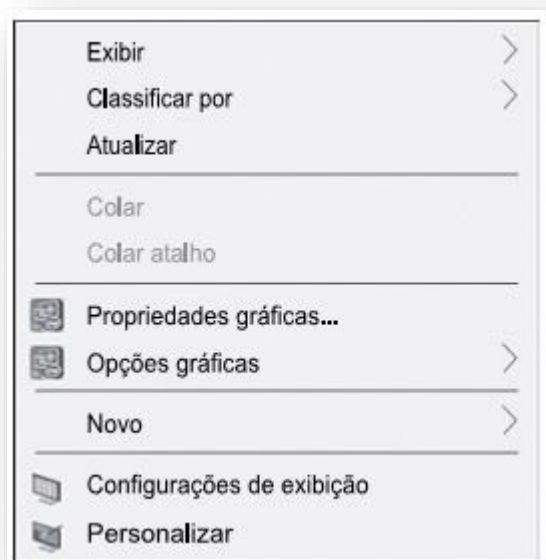 Exibir
Classificar por
Atualizar
Colar
Colar atalho
Propriedades gráficas...
Opções gráficas
Novo
Configurações de exibição
Personalizar